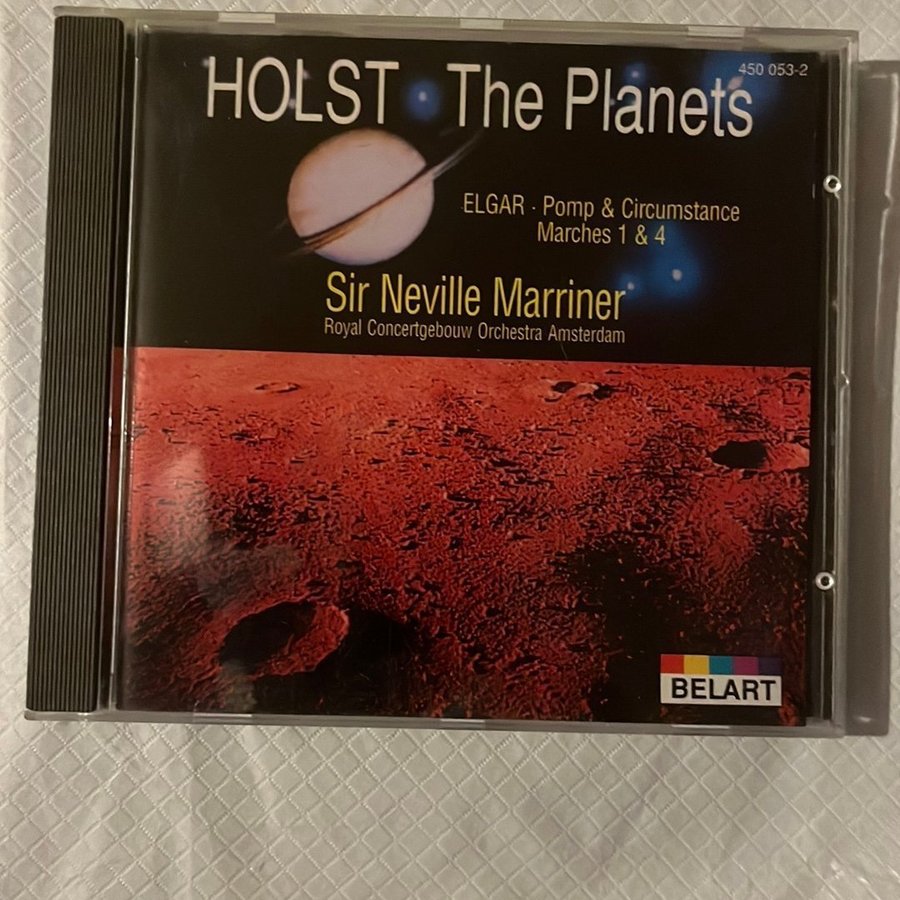 450 053-2
HOLST · The Planets
ELGAR · Pomp & Circumstance
Marches 1 & 4
Sir Neville Marriner
Royal Concertgebouw Orchestra Amsterdam
BELART